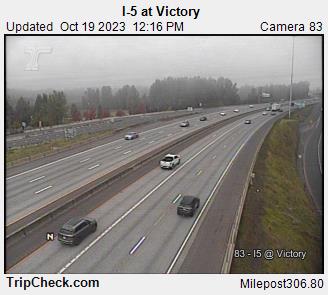 I-5 at Victory
Updated Oct 19 2023 12:16 PM Camera 83
N
83 - I5 @ Victory
TripCheck.com Milepost306.80